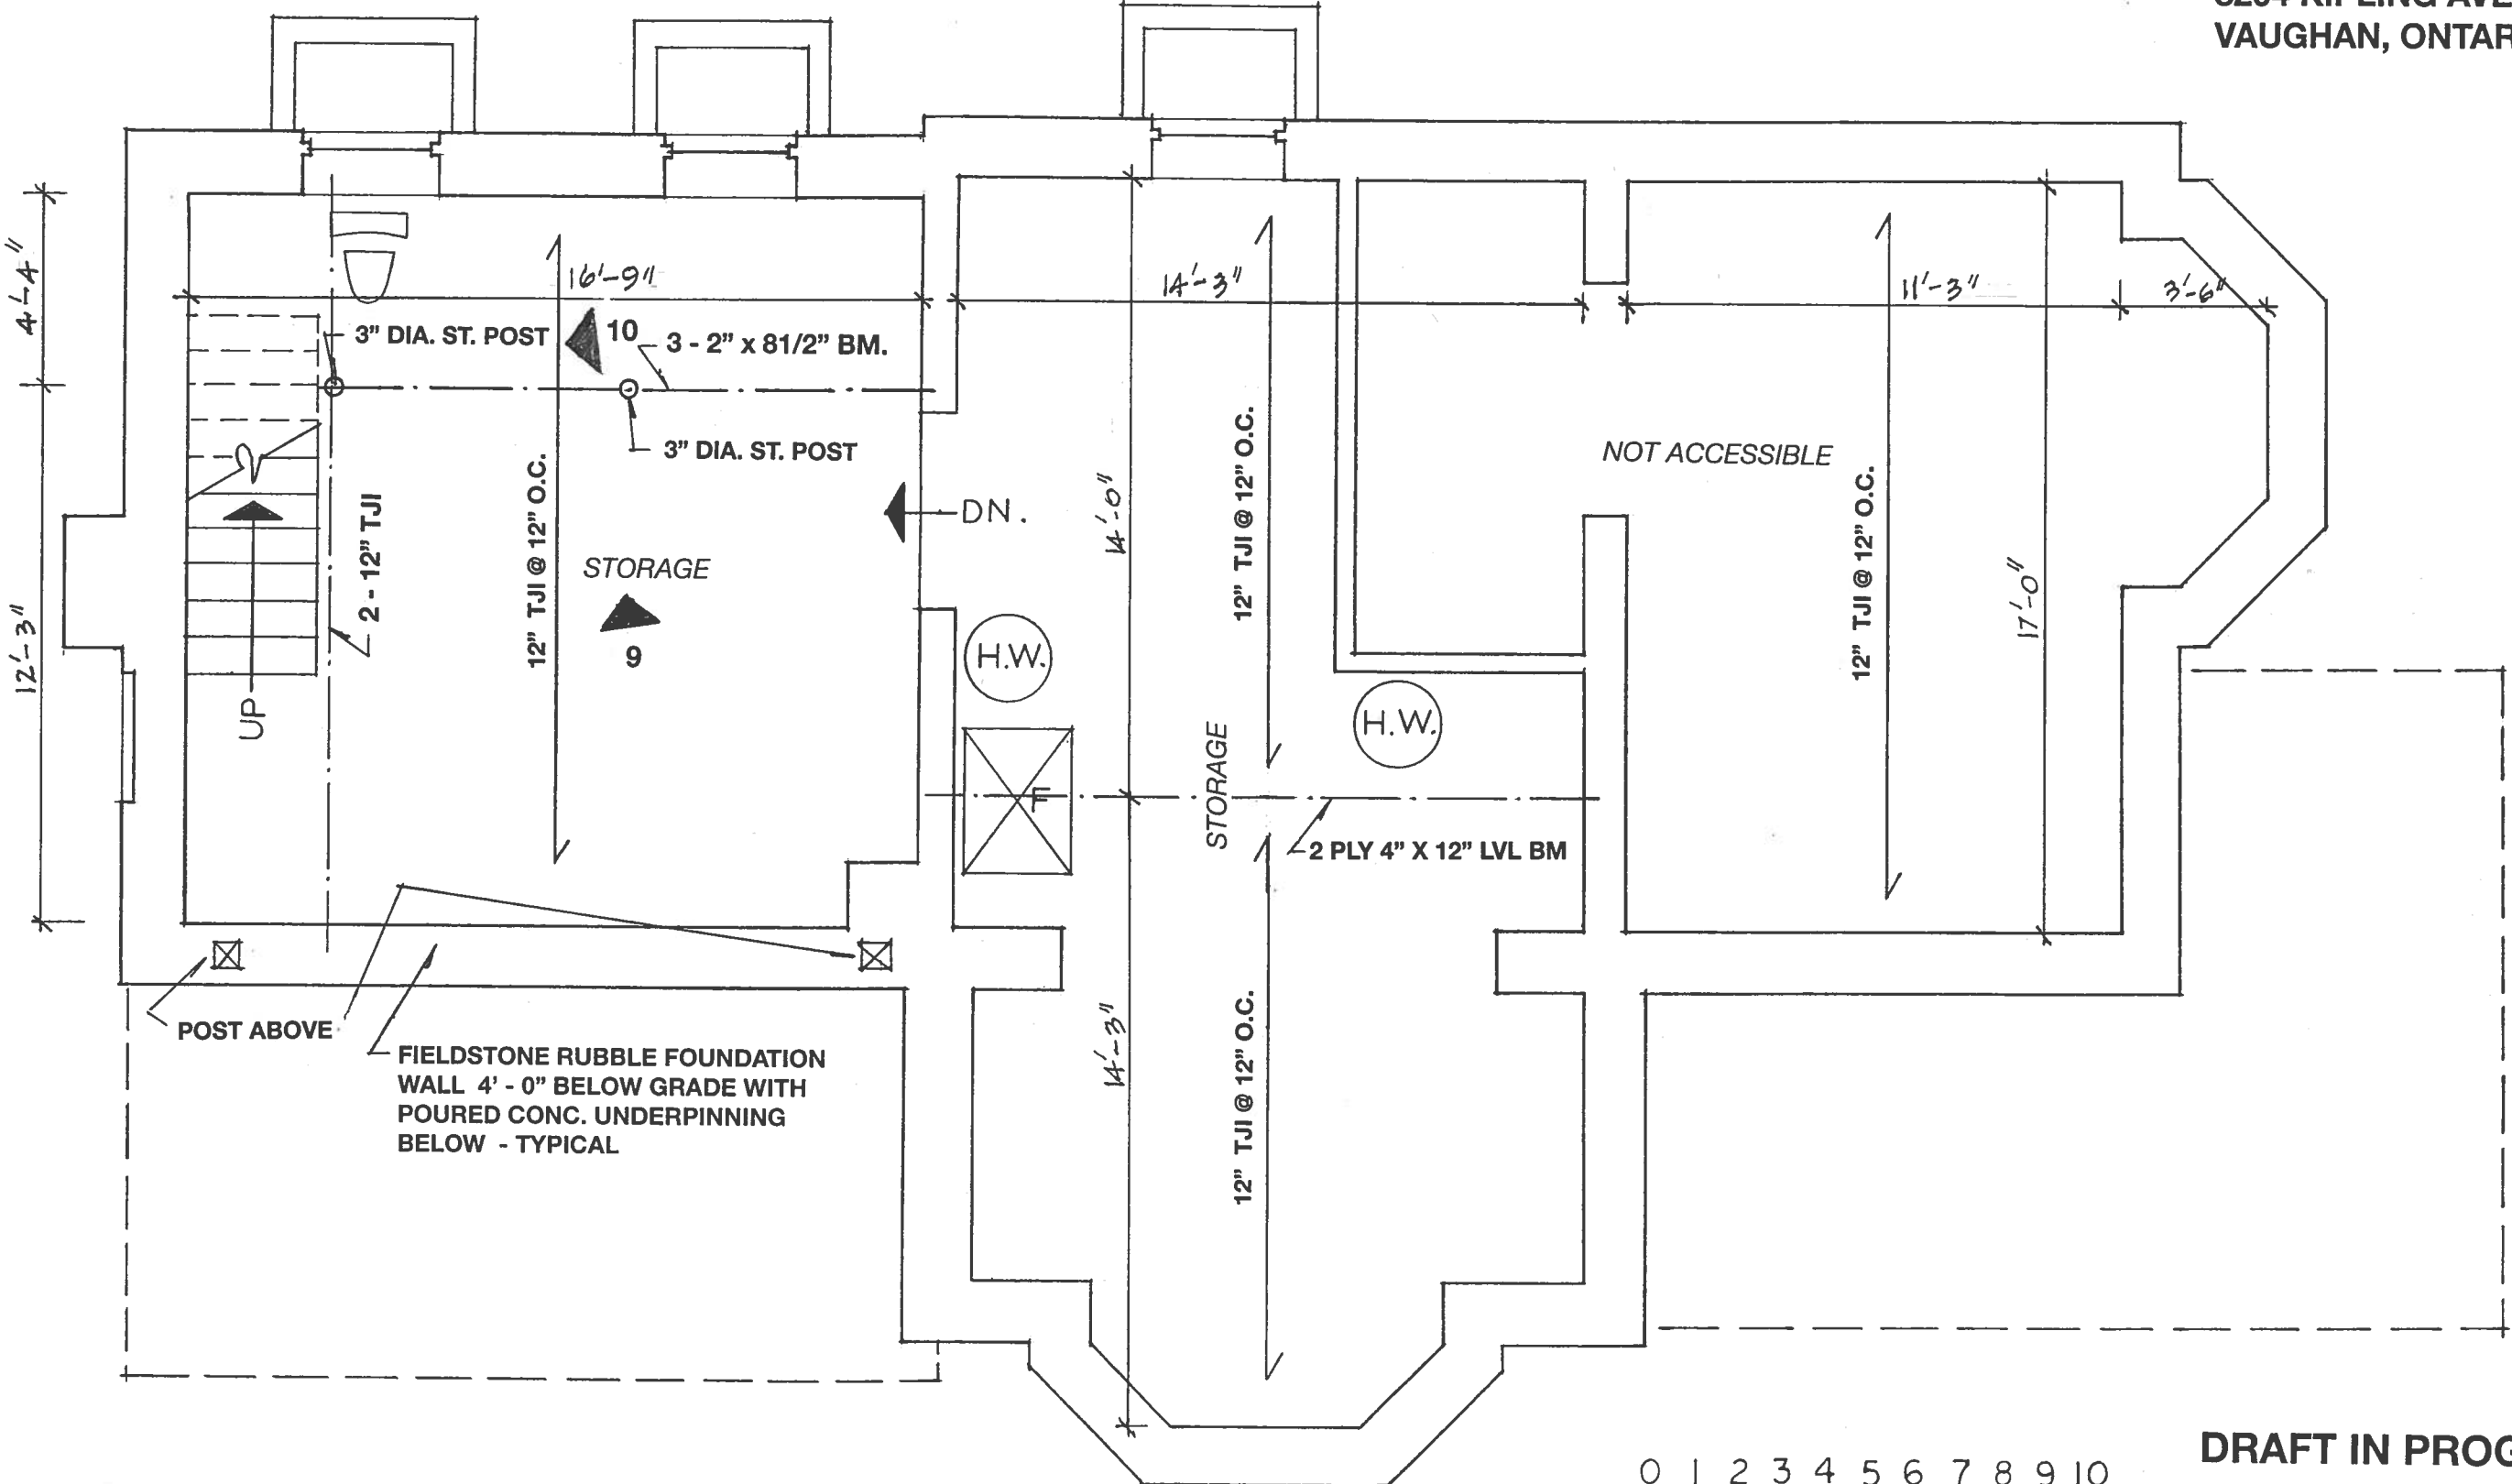 VAUGHAN, ONTAR
4'-4"
16'-9"
14'-3"
11'-3"
3'-6"
3" DIA. ST. POST
10
3 - 2" x 81/2" BM.
3" DIA. ST. POST
12" TJI @ 12" O.C.
2 - 12" TJI
STORAGE
9
DN.
UP
12'-3"
H.W.
F
14'-0"
12" TJI @ 12" O.C.
NOT ACCESSIBLE
12" TJI @ 12" O.C.
17'-0"
H.W.
STORAGE
2 PLY 4" X 12" LVL BM
POST ABOVE
FIELDSTONE RUBBLE FOUNDATION
WALL 4' - 0" BELOW GRADE WITH
POURED CONC. UNDERPINNING
BELOW - TYPICAL
14'-3"
12" TJI @ 12" O.C.
0 1 2 3 4 5 6 7 8 9 10
DRAFT IN PROG